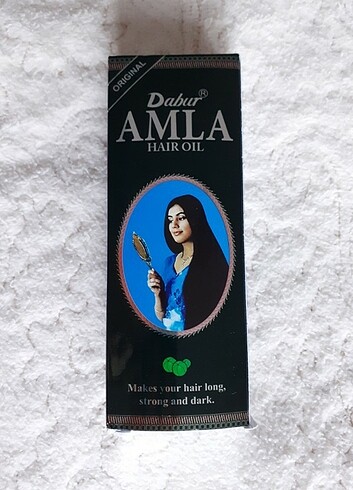 ORIGINAL
Dabur®
AMLA
HAIR OIL
Makes your hair long,
strong and dark.